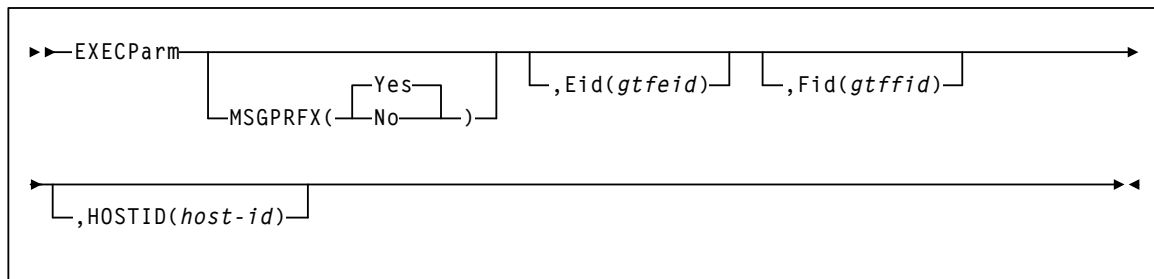 EXECParm
MSGPRFX( Yes No )
,Eid(gtfeid)
,Fid(gtffid)
,HOSTID(host-id)